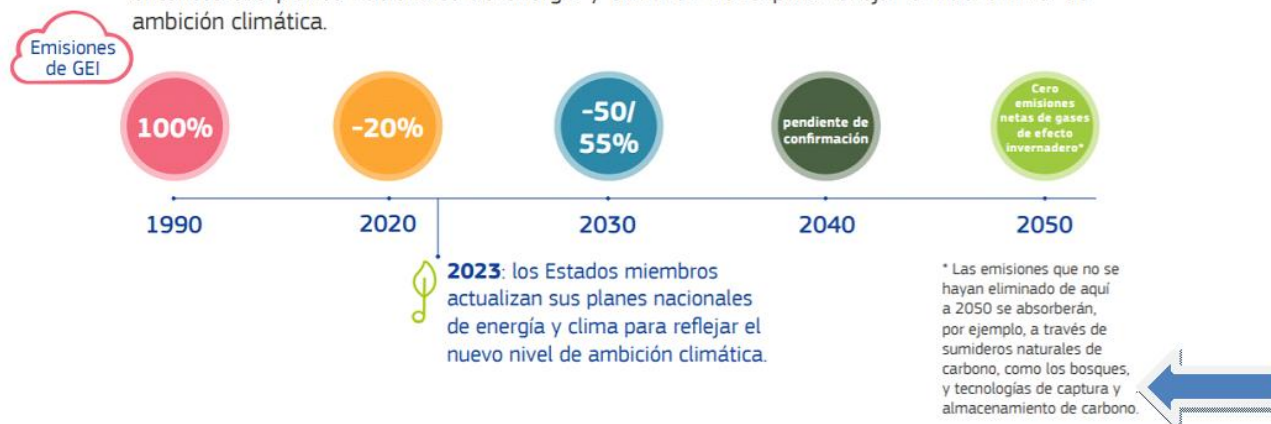 ambición climática.
Emisiones
de GEI
100%
-20%
-50/
55%
pendiente de
confirmación
Cero
emisiones
netas de gases
de efecto
invernadero*
1990
2020
2030
2040
2050
2023: los Estados miembros
actualizan sus planes nacionales
de energía y clima para reflejar el
nuevo nivel de ambición climática.
* Las emisiones que no se
hayan eliminado de aquí
a 2050 se absorberán,
por ejemplo, a través de
sumideros naturales de
carbono, como los bosques,
y tecnologías de captura y
almacenamiento de carbono.